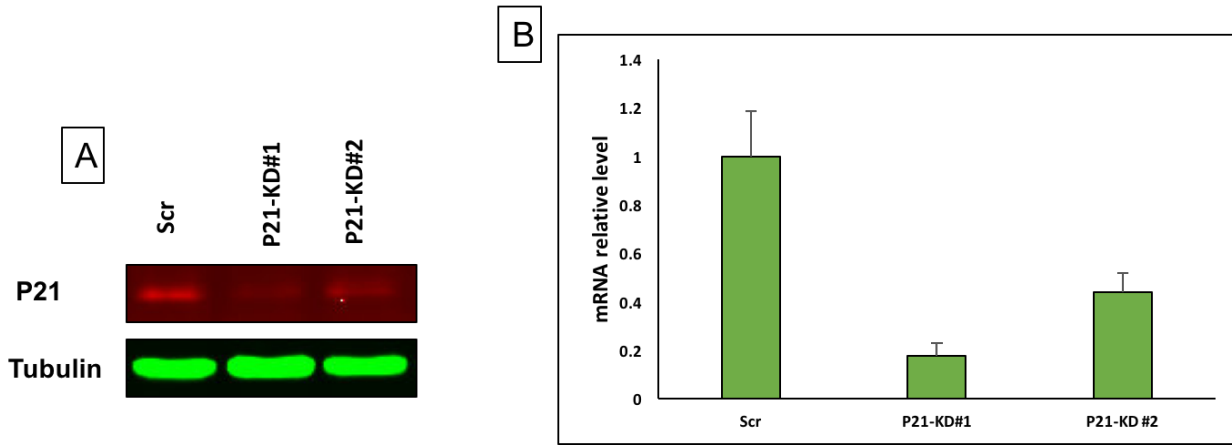 A
Scr
P21-KD#1
P21-KD#2
P21
Tubulin
B
mRNA relative level
1.4
1.2
1
0.8
0.6
0.4
0.2
0
Scr
P21-KD#1
P21-KD #2